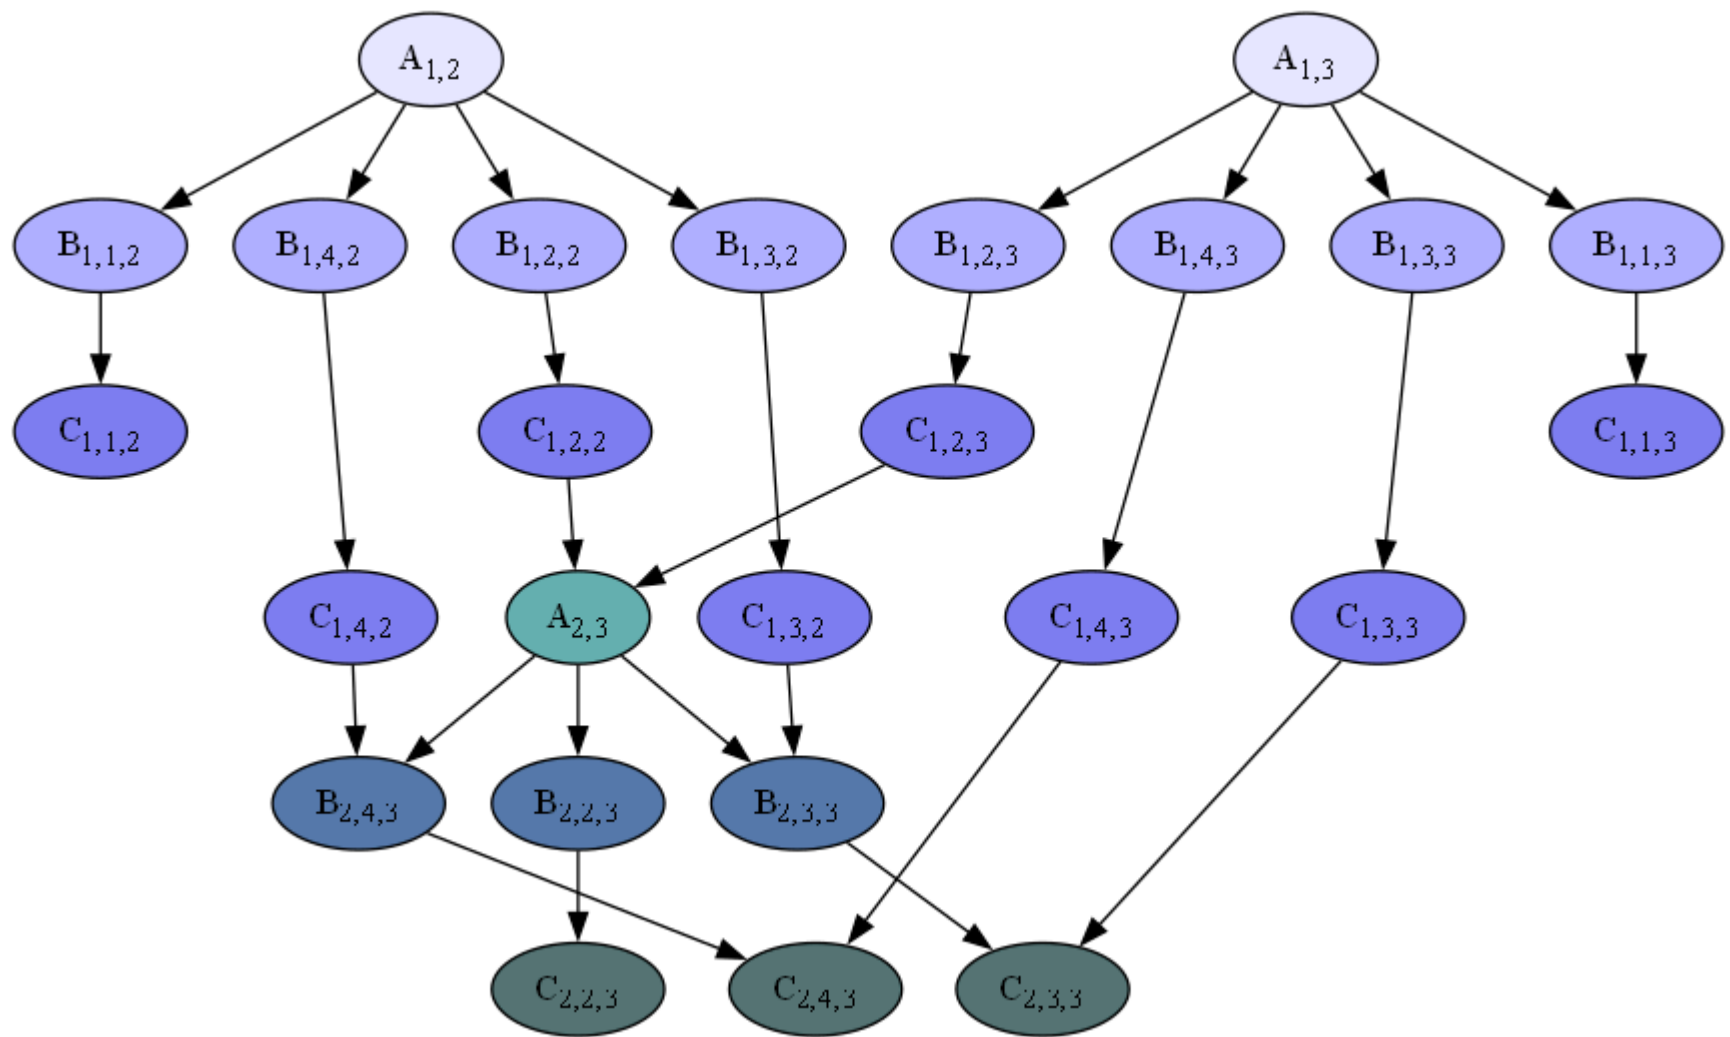 A1,2 A1,3
B1,1,2 B1,4,2 B1,2,2 B1,3,2 B1,2,3 B1,4,3 B1,3,3 B1,1,3
C1,1,2 C1,2,2 C1,2,3 C1,1,3
C1,4,2 A2,3 C1,3,2 C1,4,3 C1,3,3
B2,4,3 B2,2,3 B2,3,3
C2,2,3 C2,4,3 C2,3,3